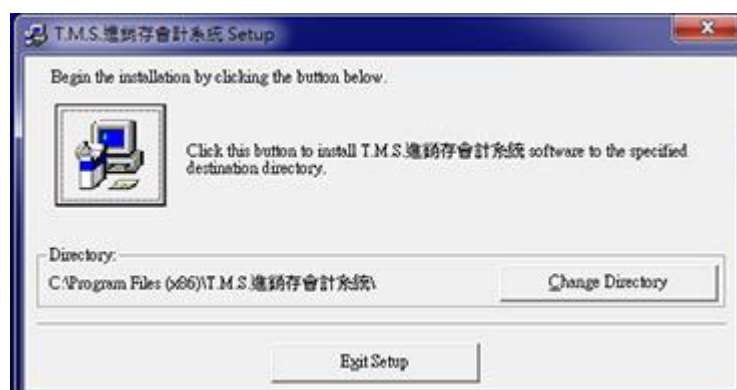 T.M.S.進銷存會計系統 Setup
Begin the installation by clicking the button below.
Click this button to install T.M.S.進銷存會計系統 software to the specified
destination directory.
Directory:
C:\Program Files (x86)\T.M.S.進銷存會計系統\
Change Directory
Exit Setup